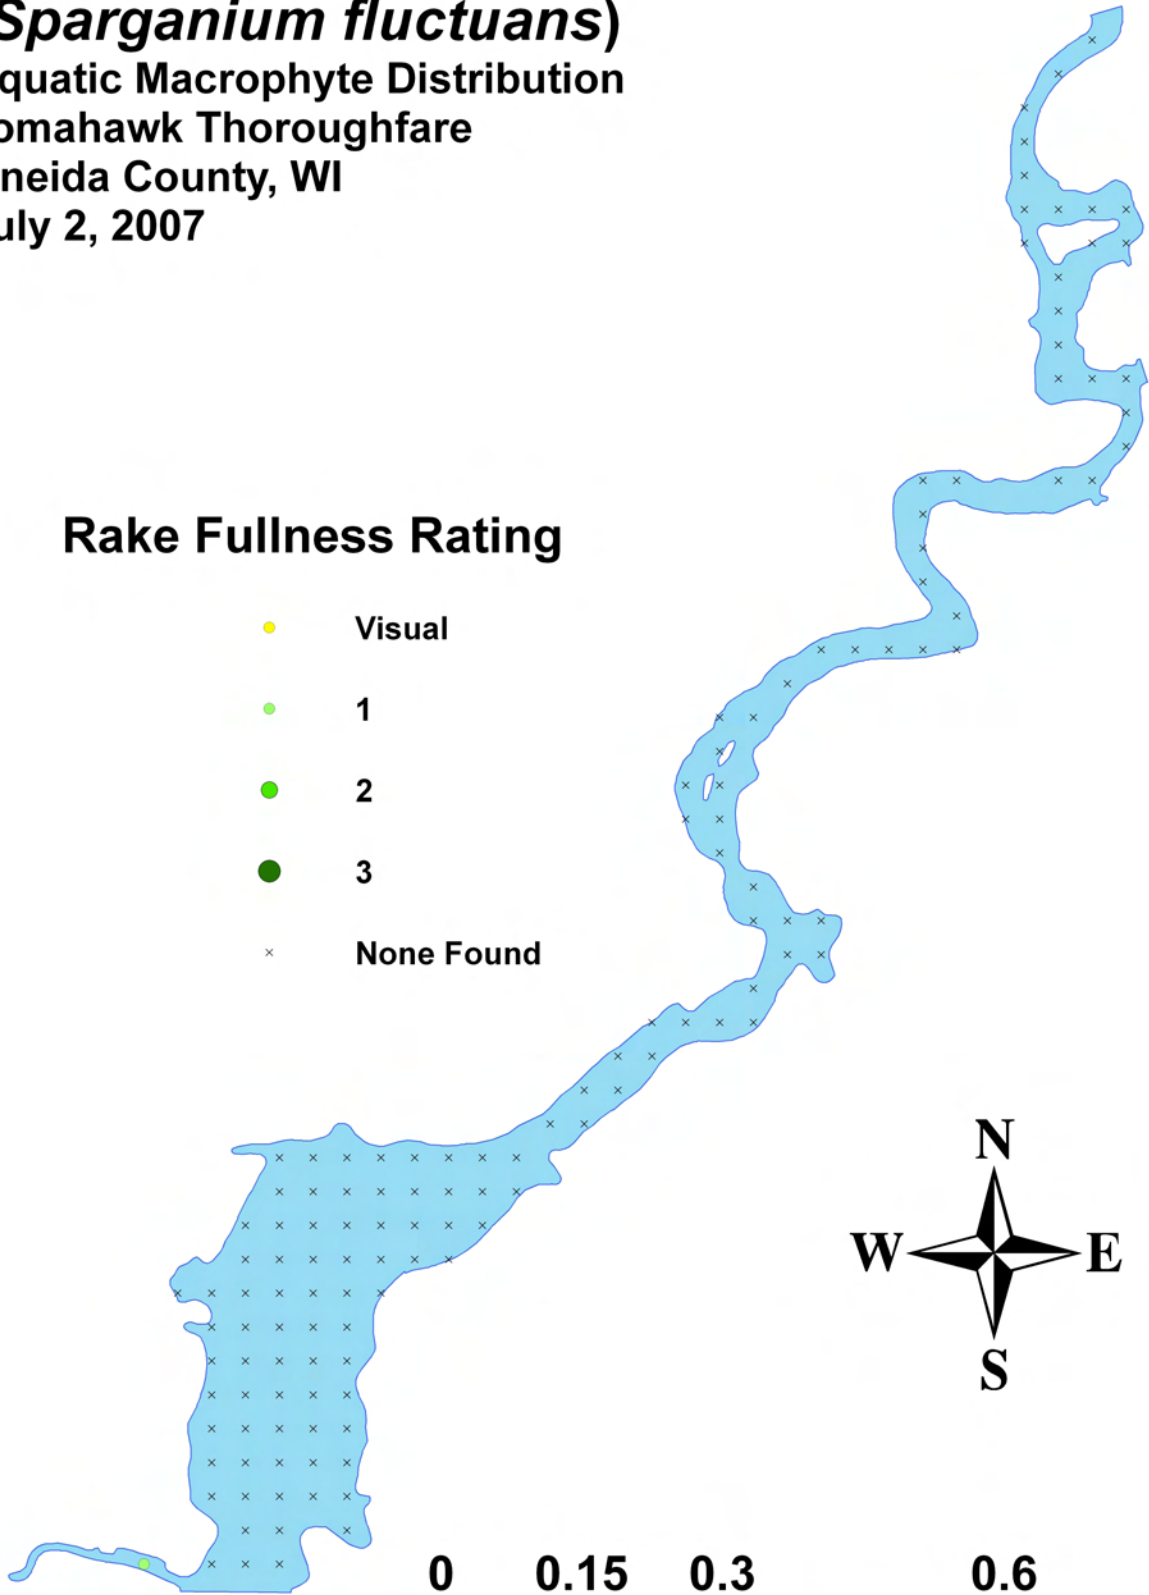 Sparganium fluctuans)
quatic Macrophyte Distribution
omahawk Thoroughfare
neida County, WI
uly 2, 2007
Rake Fullness Rating
Visual
1
2
3
None Found
N
W E
S
0 0.15 0.3 0.6